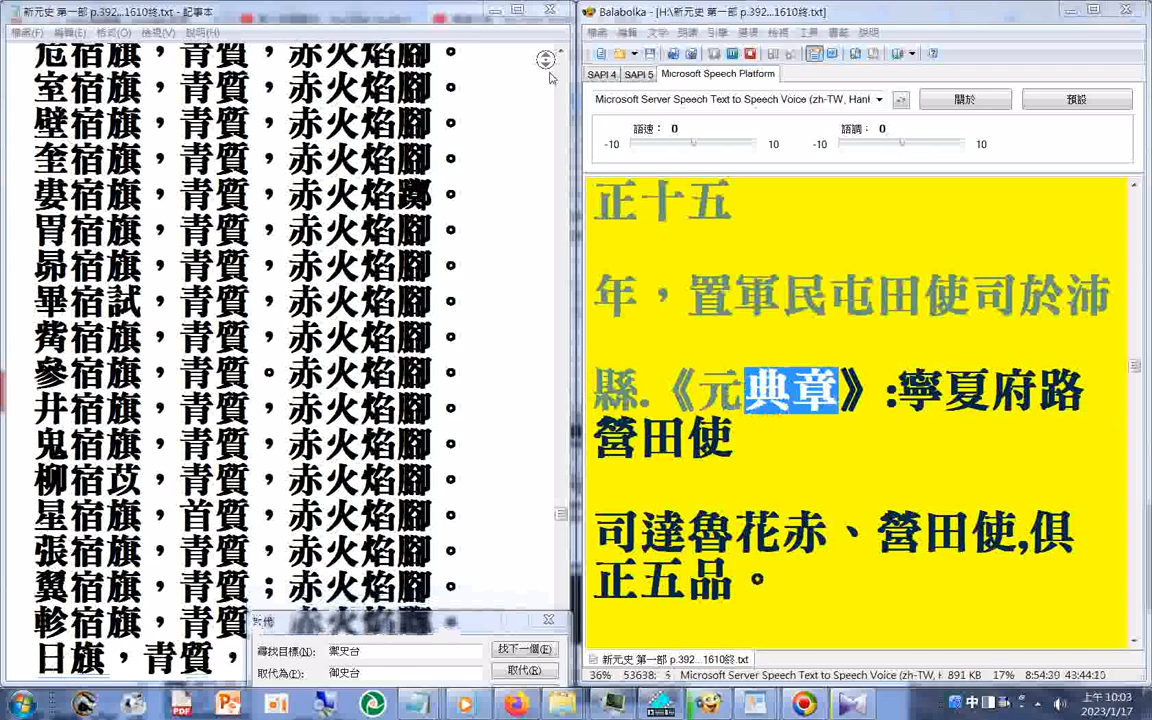 新元史 第一部 p.392...1610終.txt - 記事本
檔案(F) 編輯(E) 格式(O) 檢視(V) 說明(H)
危宿旗，青質，赤火焰腳。
室宿旗，青質，赤火焰腳。
壁宿旗，青質，赤火焰腳。
奎宿旗，青質，赤火焰腳。
婁宿旗，青質，赤火焰躑。
胃宿旗，青質，赤火焰腳。
昴宿旗，青質，赤火焰腳。
畢宿試，青質，赤火焰腳。
觜宿旗，青質，赤火焰腳。
參宿旗，青質。赤火焰腳。
井宿旗，青質，赤火焰腳。
鬼宿旗，青質，赤火焰腳。
柳宿苡，青質，赤火焰腳。
星宿旗，首質，赤火焰腳。
張宿旗，青質，赤火焰腳。
翼宿旗，青質；赤火焰腳。
軫宿旗，青質
日旗，青質，
取代
尋找目標(N): 禦史台 找下一個(F)
取代為(P): 禦史台 取代(R)
Balabolka - [H:\新元史 第一部 p.392...1610終.txt]
SAPI 4 SAPI 5 Microsoft Speech Platform
Microsoft Server Speech Text to Speech Voice (zh-TW, HanH 關於 預設
語速： 0 語調： 0
-10 10 -10 10
正十五
年，置軍民屯田使司於沛
縣.《元典章》:寧夏府路
營田使
司達魯花赤、營田使,俱
正五品。
新元史 第一部 p.392...1610終.txt
36% 53638: 6 Microsoft Server Speech Text to Speech Voice (zh-TW, 891 KB 17% 8:54:39 43:44:10
中
上午 10:03
2023/1/17